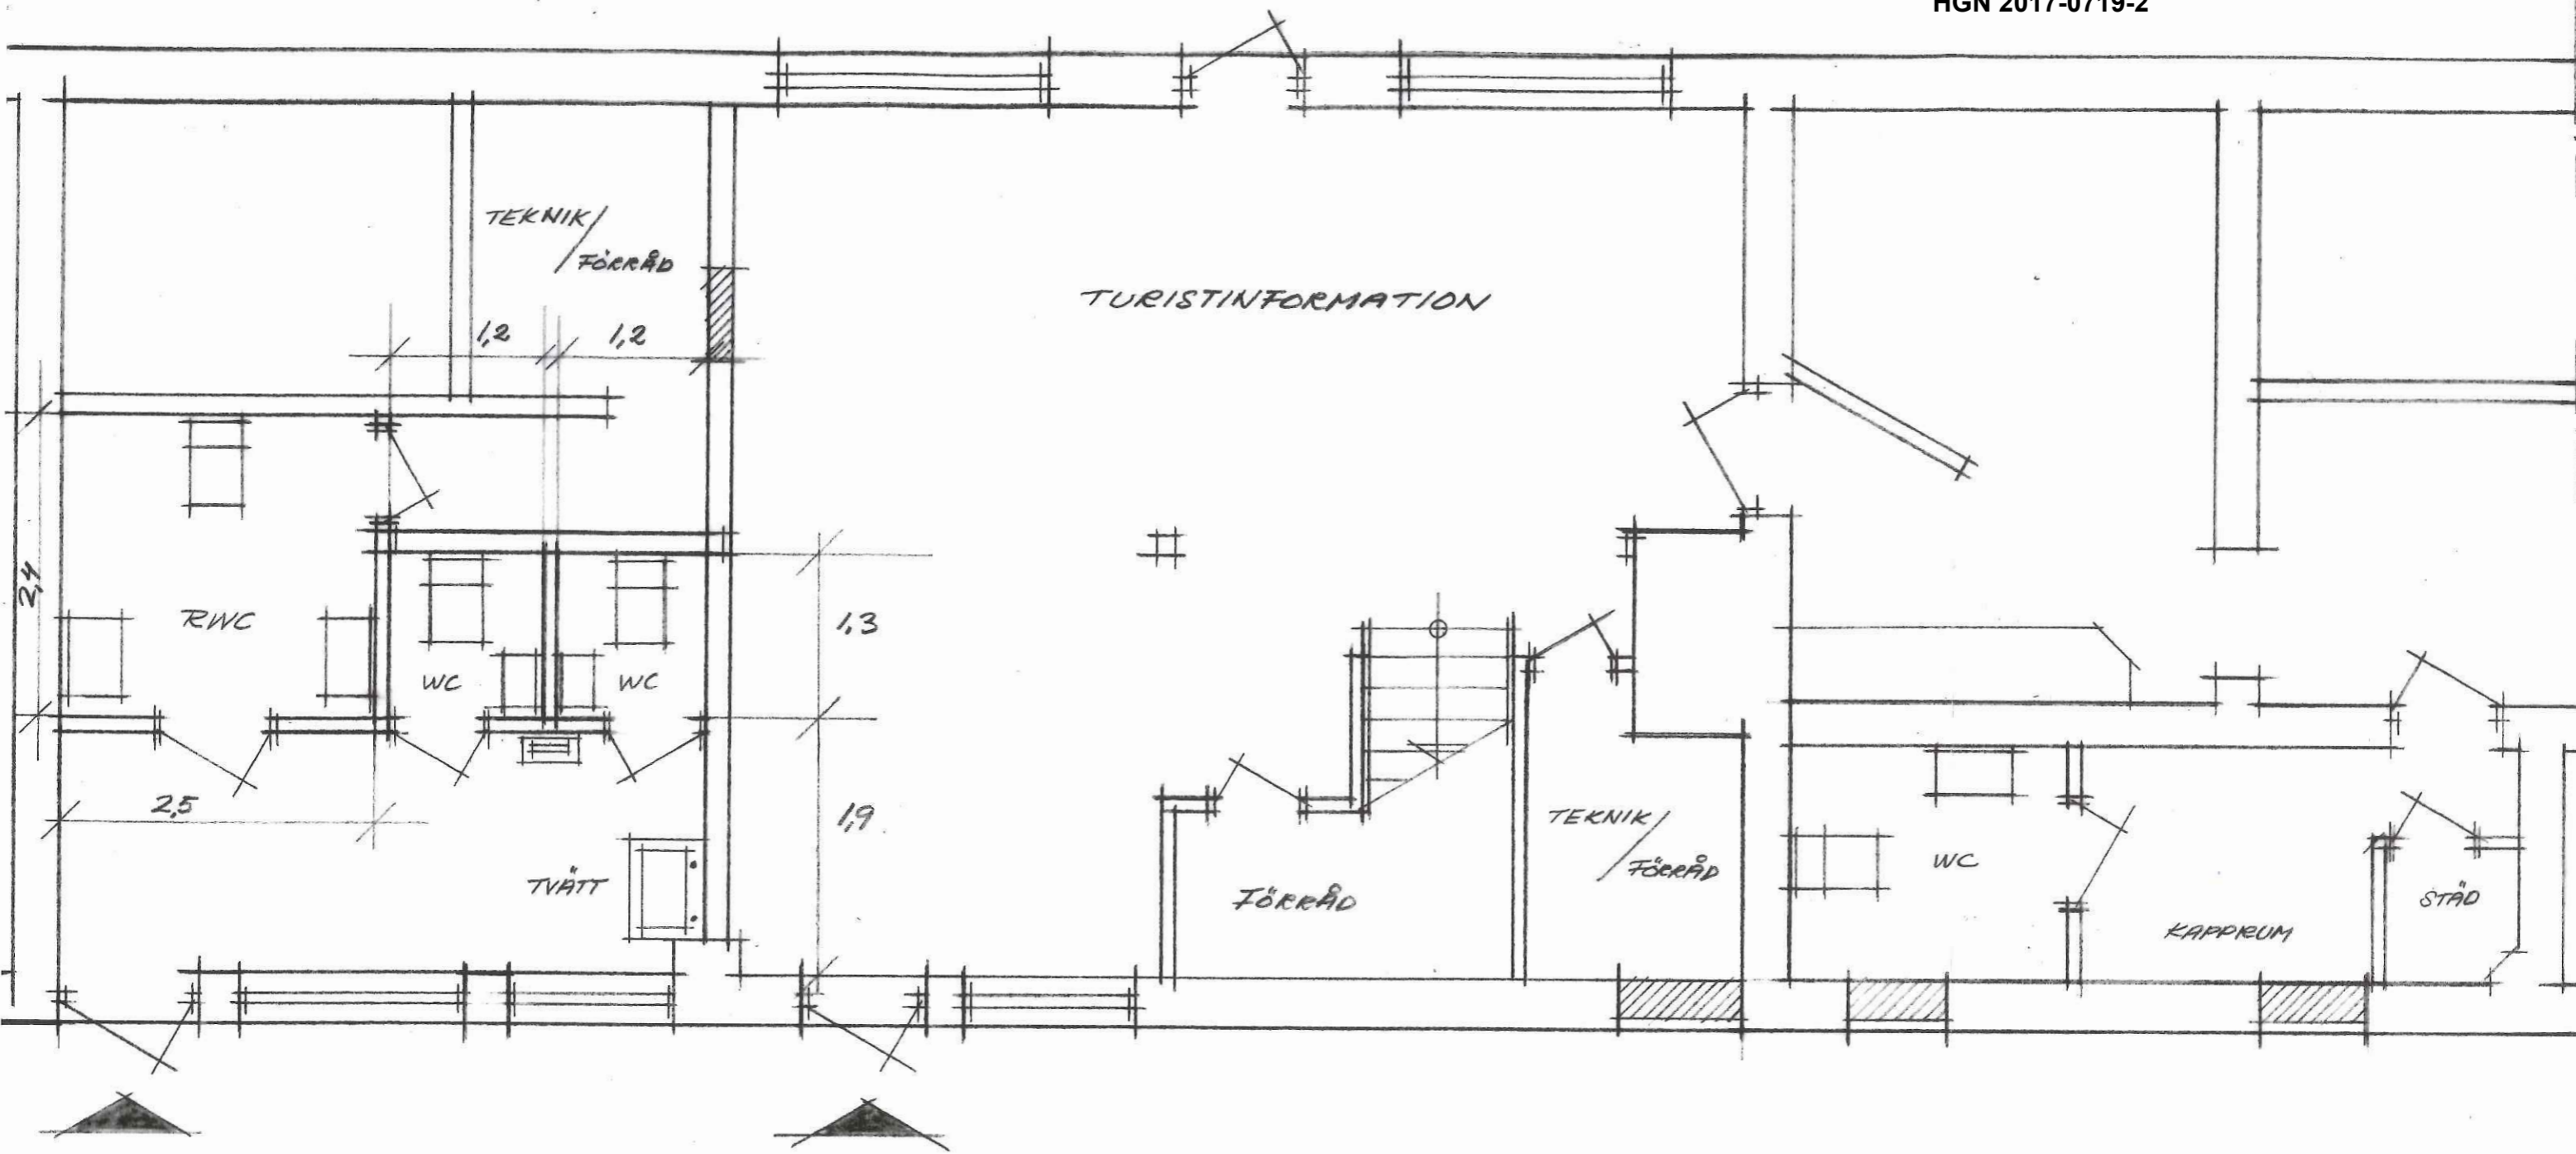 HGN 2017-0719-2
TEKNIK/
FÖRRÅD
TURISTINFORMATION
1,2
1,2
2,4
RWC
WC
WC
1,3
2,5
1,9
TVÄTT
FÖRRÅD
TEKNIK/
FÖRRÅD
WC
KAPPRUM
STÄD